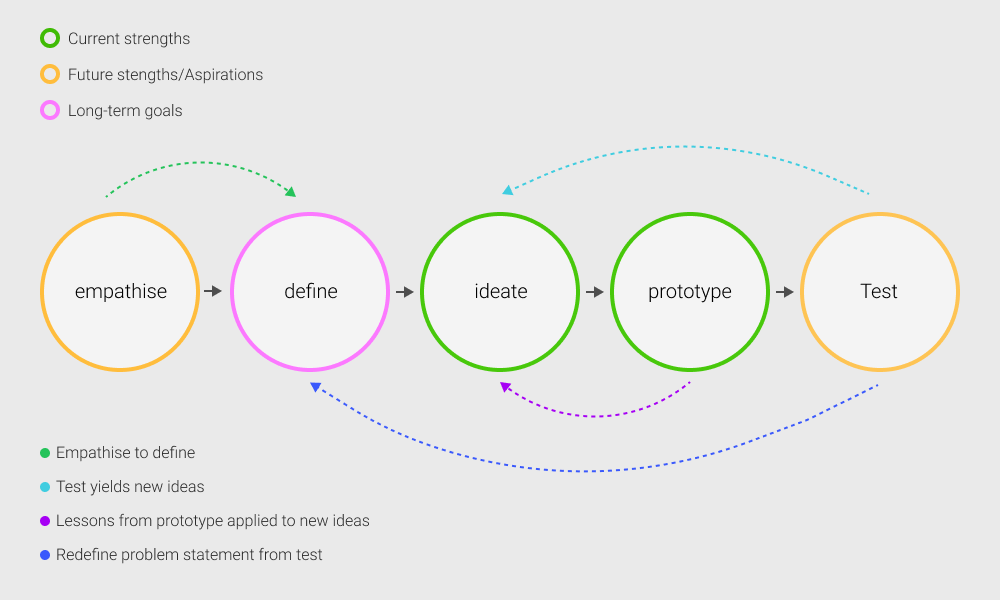 Current strengths
Future stengths/Aspirations
Long-term goals
empathise
define
ideate
prototype
Test
Empathise to define
Test yields new ideas
Lessons from prototype applied to new ideas
Redefine problem statement from test